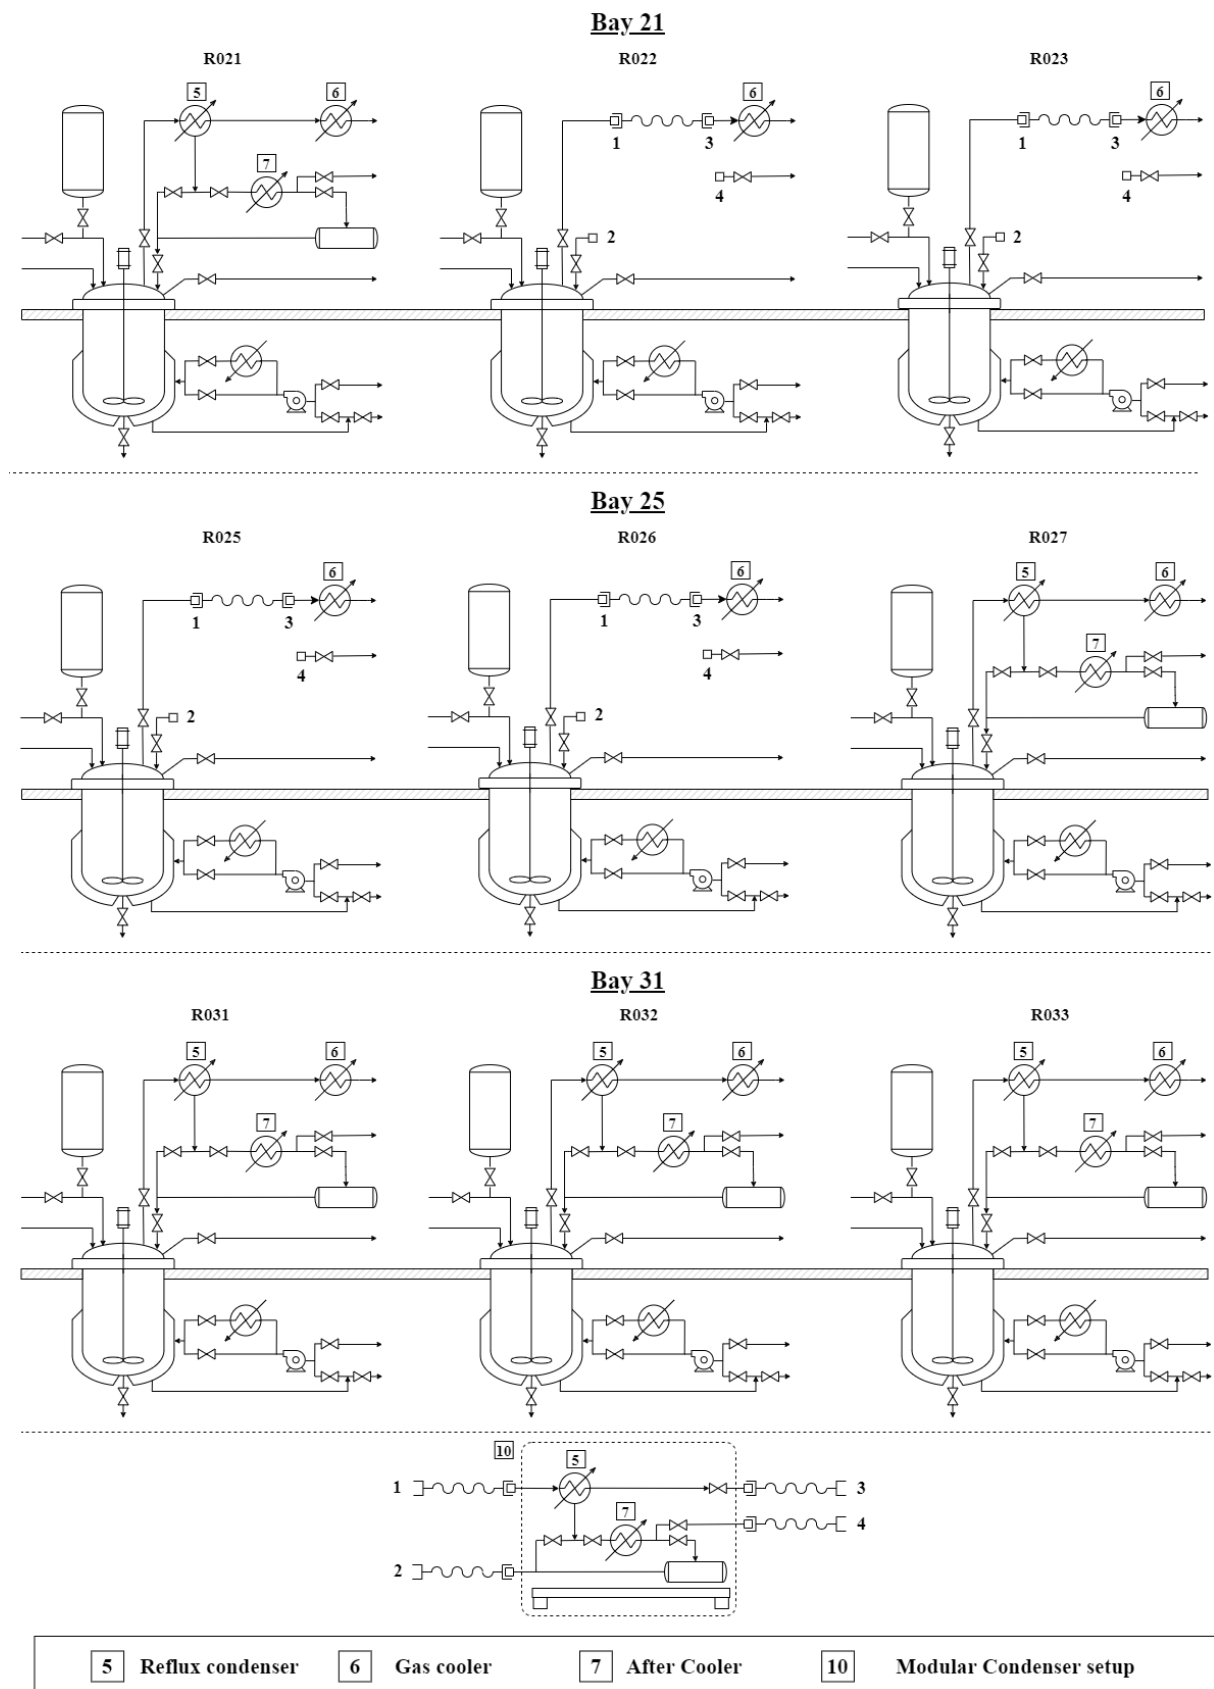 Bay 21
R021 R022 R023
5 6 6 6
1 3 1 3
7
4 4
2 2
Bay 25
R025 R026 R027
6 6 5 6
1 3 1 3
7
4 4
2 2
Bay 31
R031 R032 R033
5 6 5 6 5 6
7 7 7
10 5
1 3
7
4
2
5 Reflux condenser 6 Gas cooler 7 After Cooler 10 Modular Condenser setup